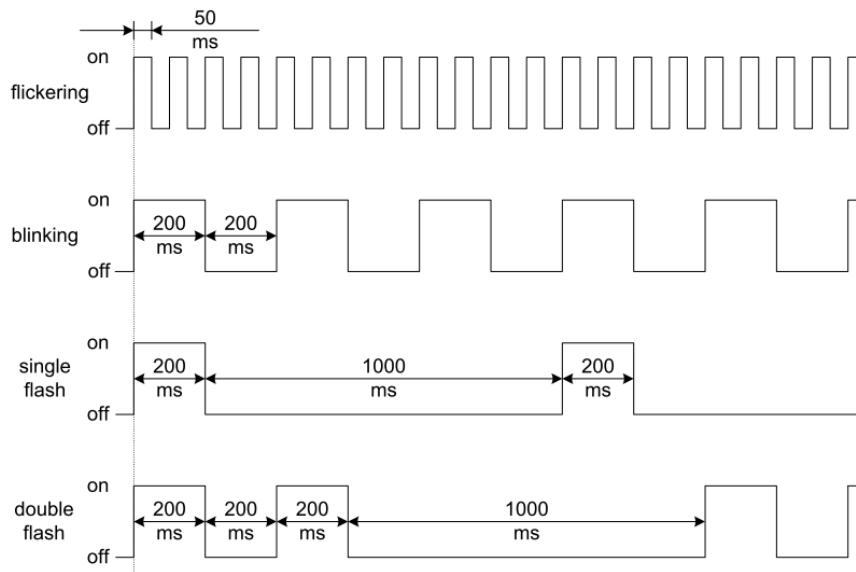 50
ms
on
flickering
off
on
200 200
blinking
ms ms
off
on
single
flash
200 1000 200
ms ms ms
off
on
double
flash
200 200 200 1000
ms ms ms ms
off